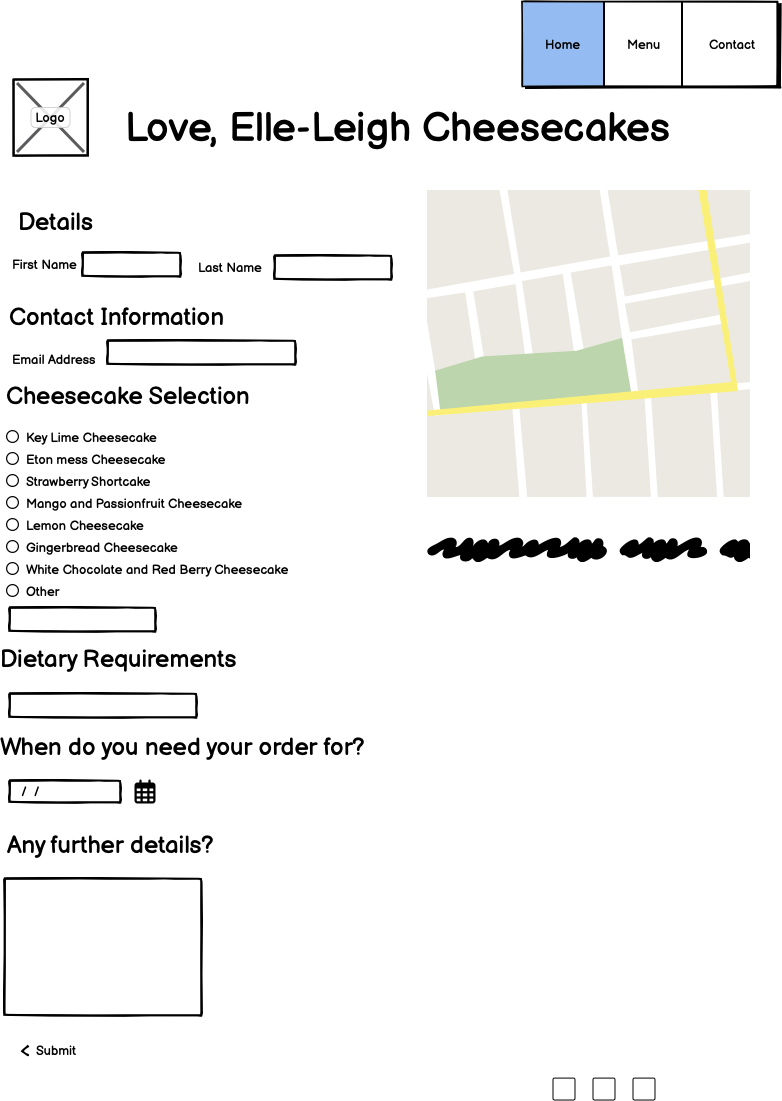 Home Menu Contact
Logo
Love, Elle-Leigh Cheesecakes
Details
First Name Last Name
Contact Information
Email Address
Cheesecake Selection
Key Lime Cheesecake
Eton mess Cheesecake
Strawberry Shortcake
Mango and Passionfruit Cheesecake
Lemon Cheesecake
Gingerbread Cheesecake
White Chocolate and Red Berry Cheesecake
Other
Dietary Requirements
When do you need your order for?
/ /
Any further details?
< Submit